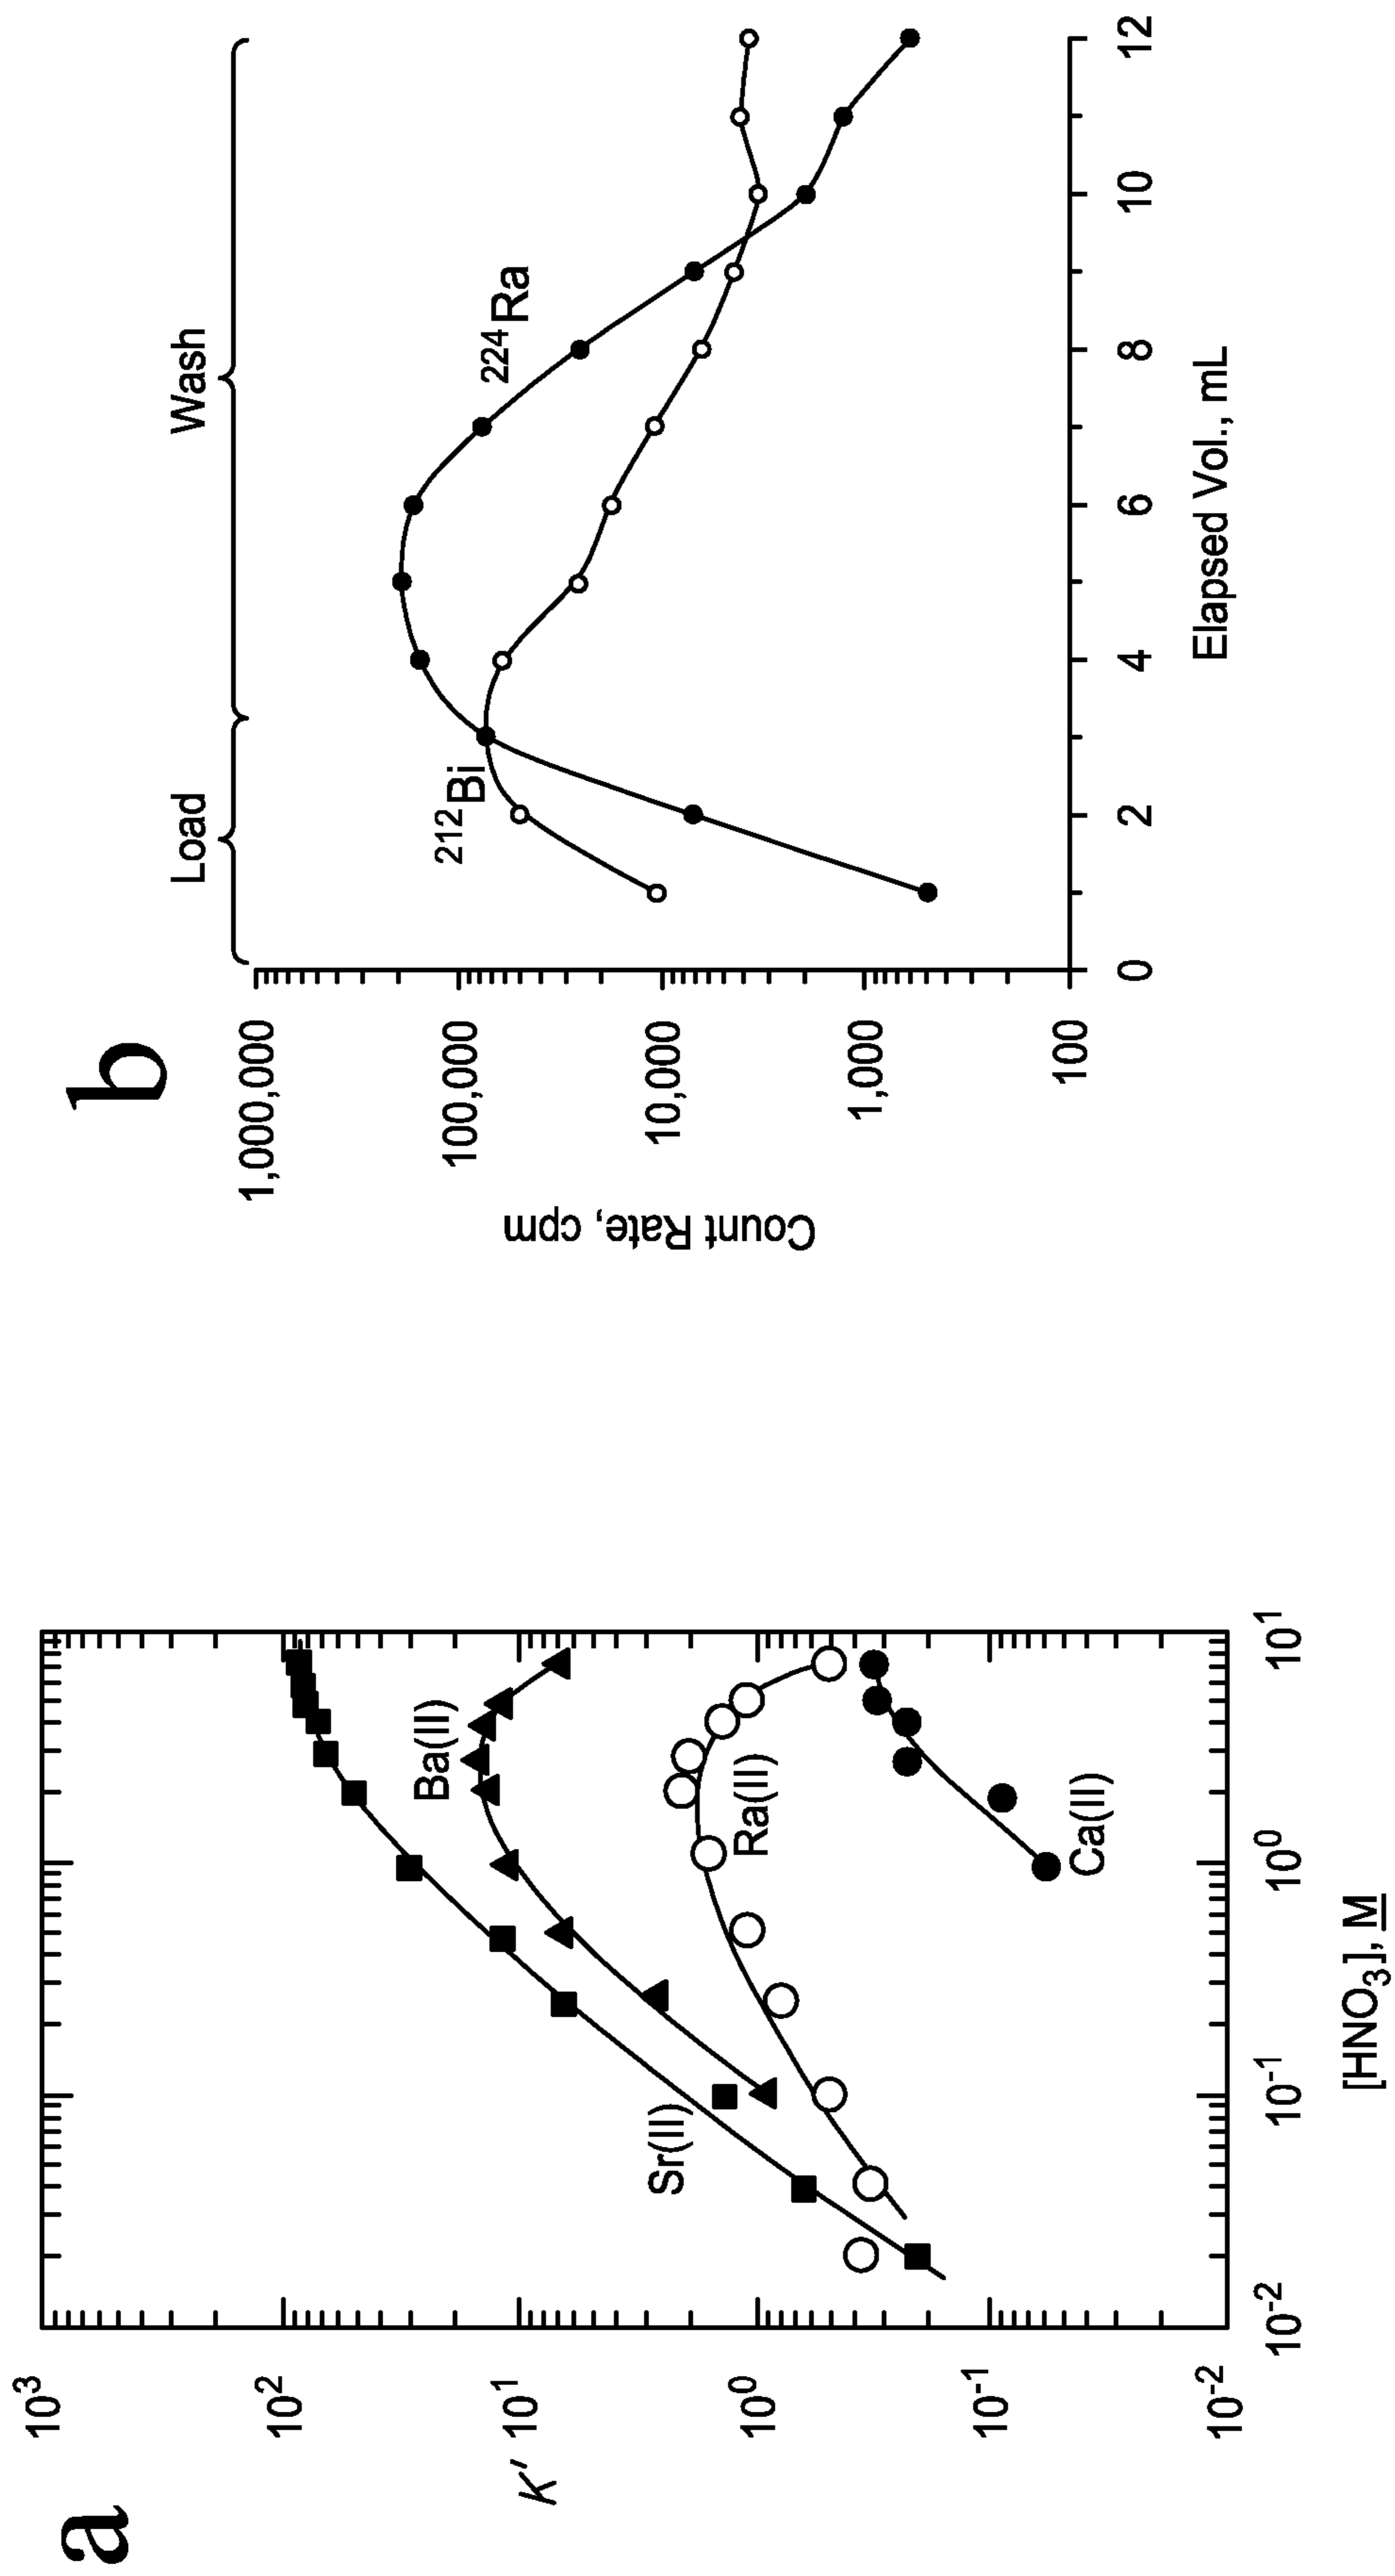 a
10³
10²
10¹
10⁰
10⁻¹
10⁻²
K′
Sr(II)
Ba(II)
Ra(II)
Ca(II)
10⁻² 10⁻¹ 10⁰ 10¹
[HNO₃], M
b
Load Wash
1,000,000
100,000
10,000
1,000
100
Count Rate, cpm
²¹²Bi
²²⁴Ra
0 2 4 6 8 10 12
Elapsed Vol., mL